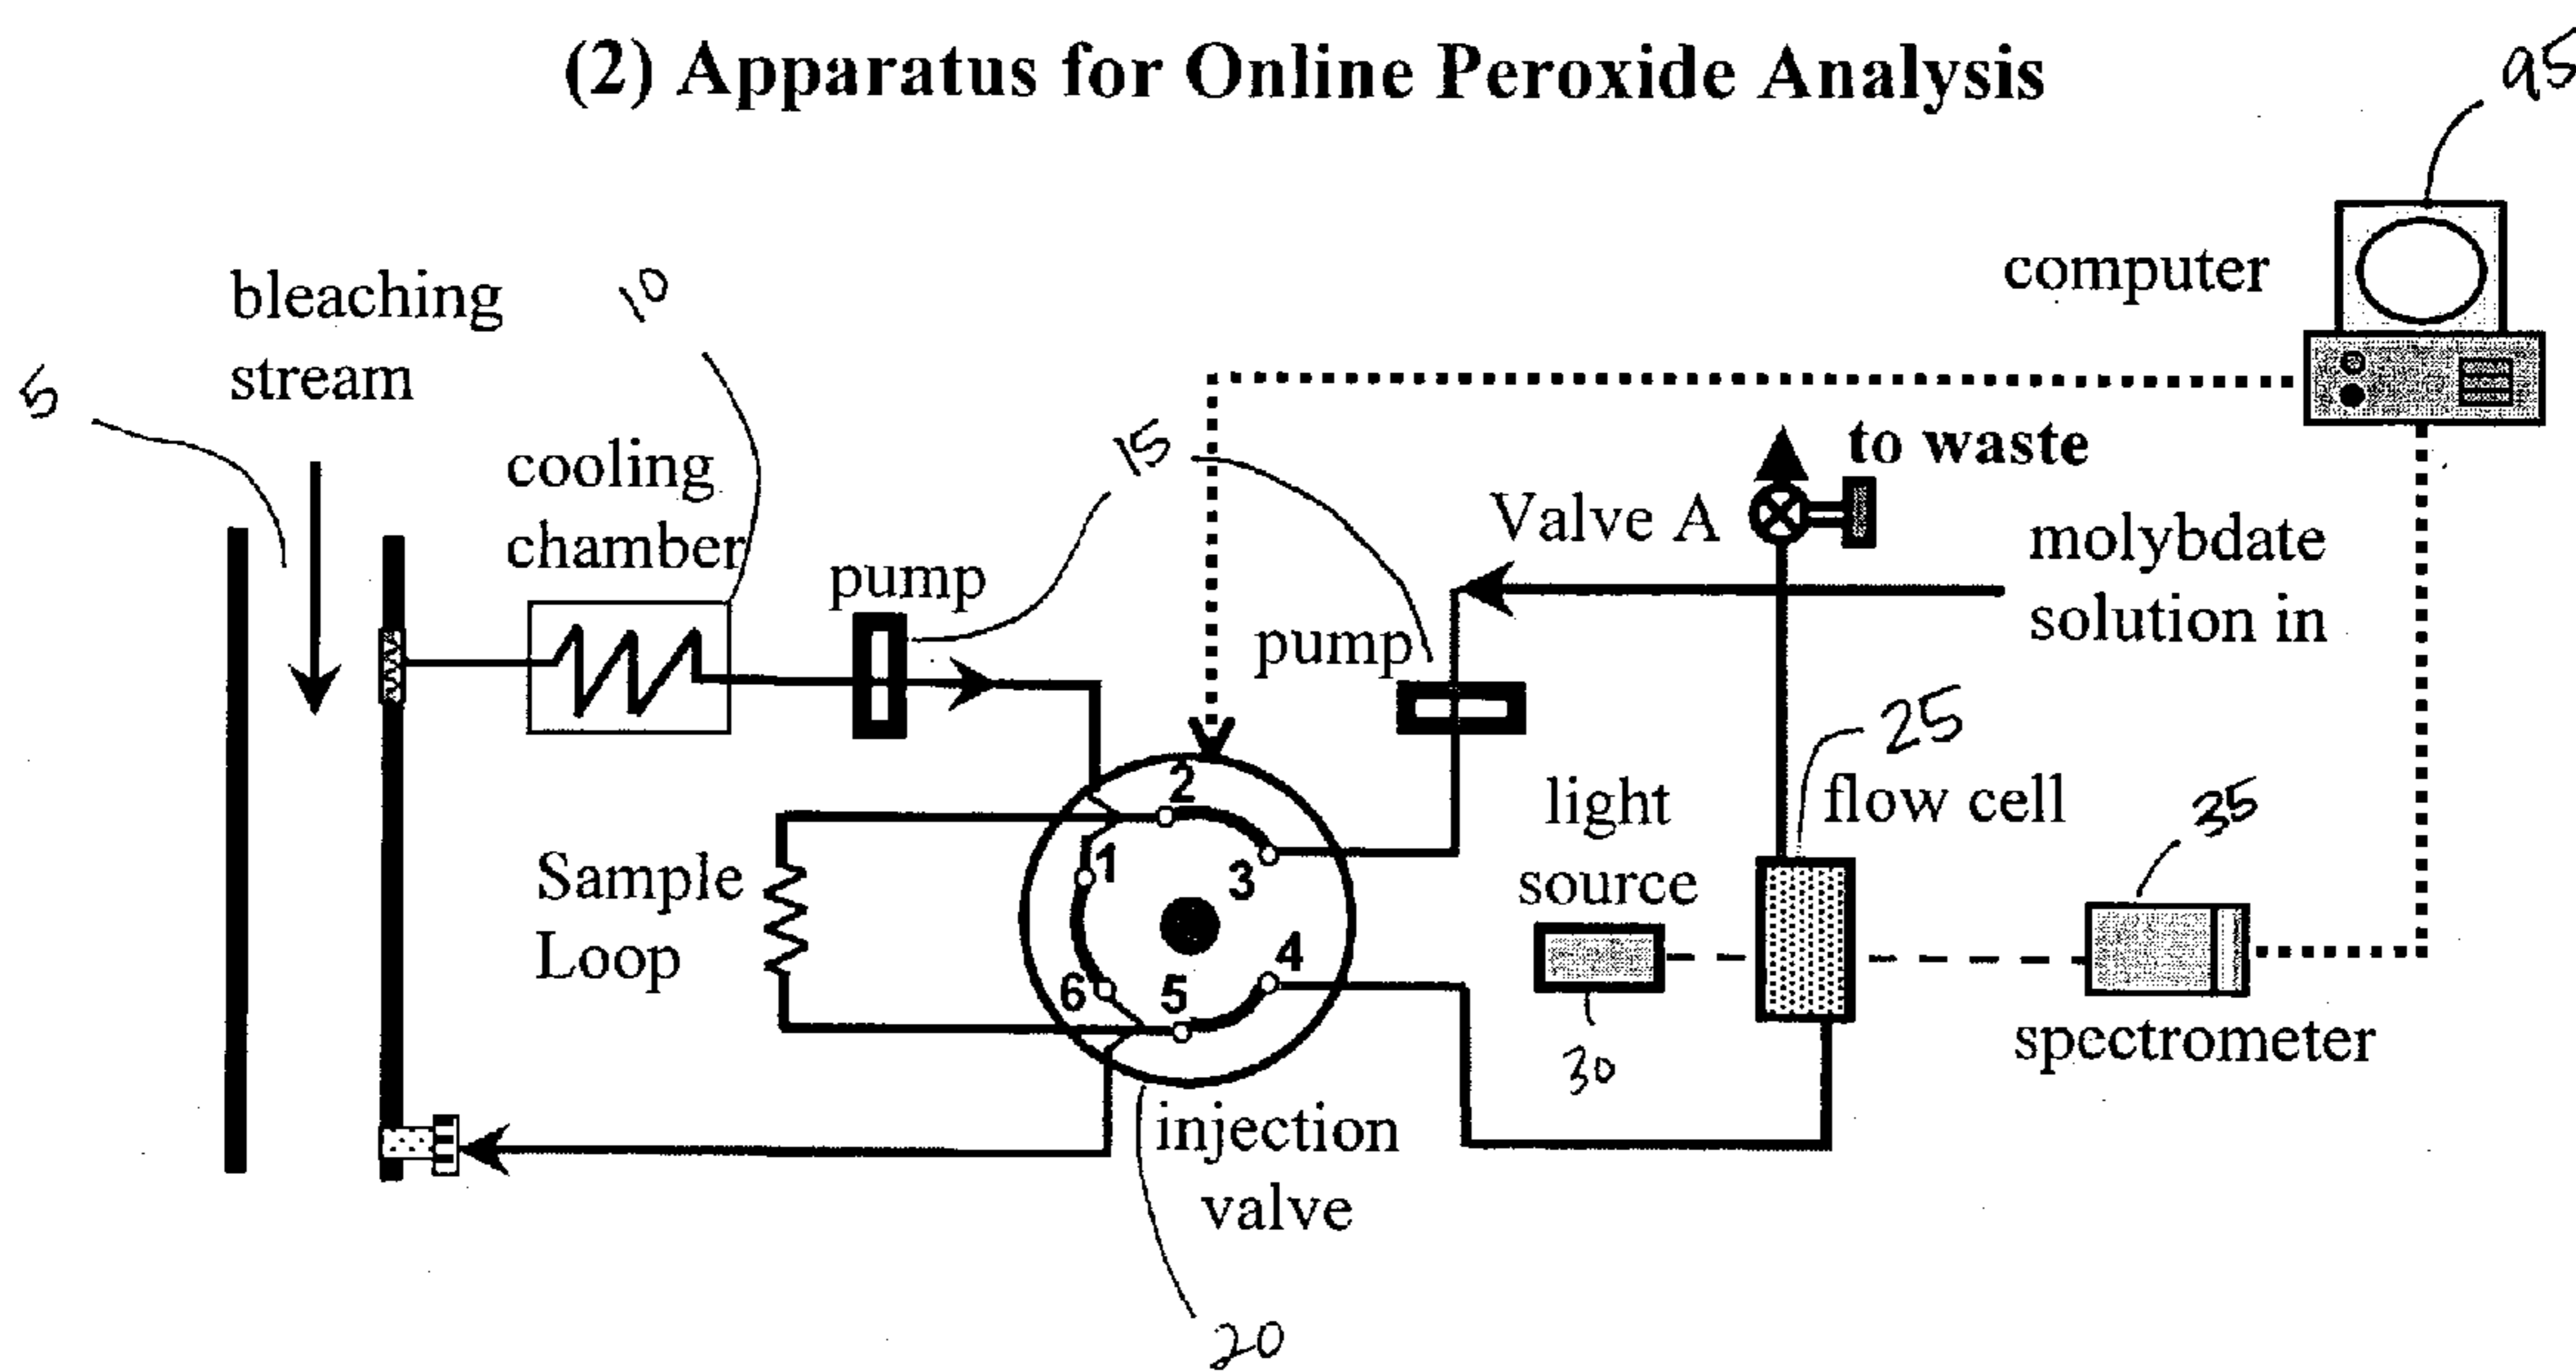 (2) Apparatus for Online Peroxide Analysis
95
computer
bleaching
stream
10
5
cooling
chamber
15
pump
to waste
Valve A
molybdate
solution in
pump
25
flow cell
light
source
35
Sample
Loop
2
1
3
6
5
4
30
spectrometer
injection
valve
20